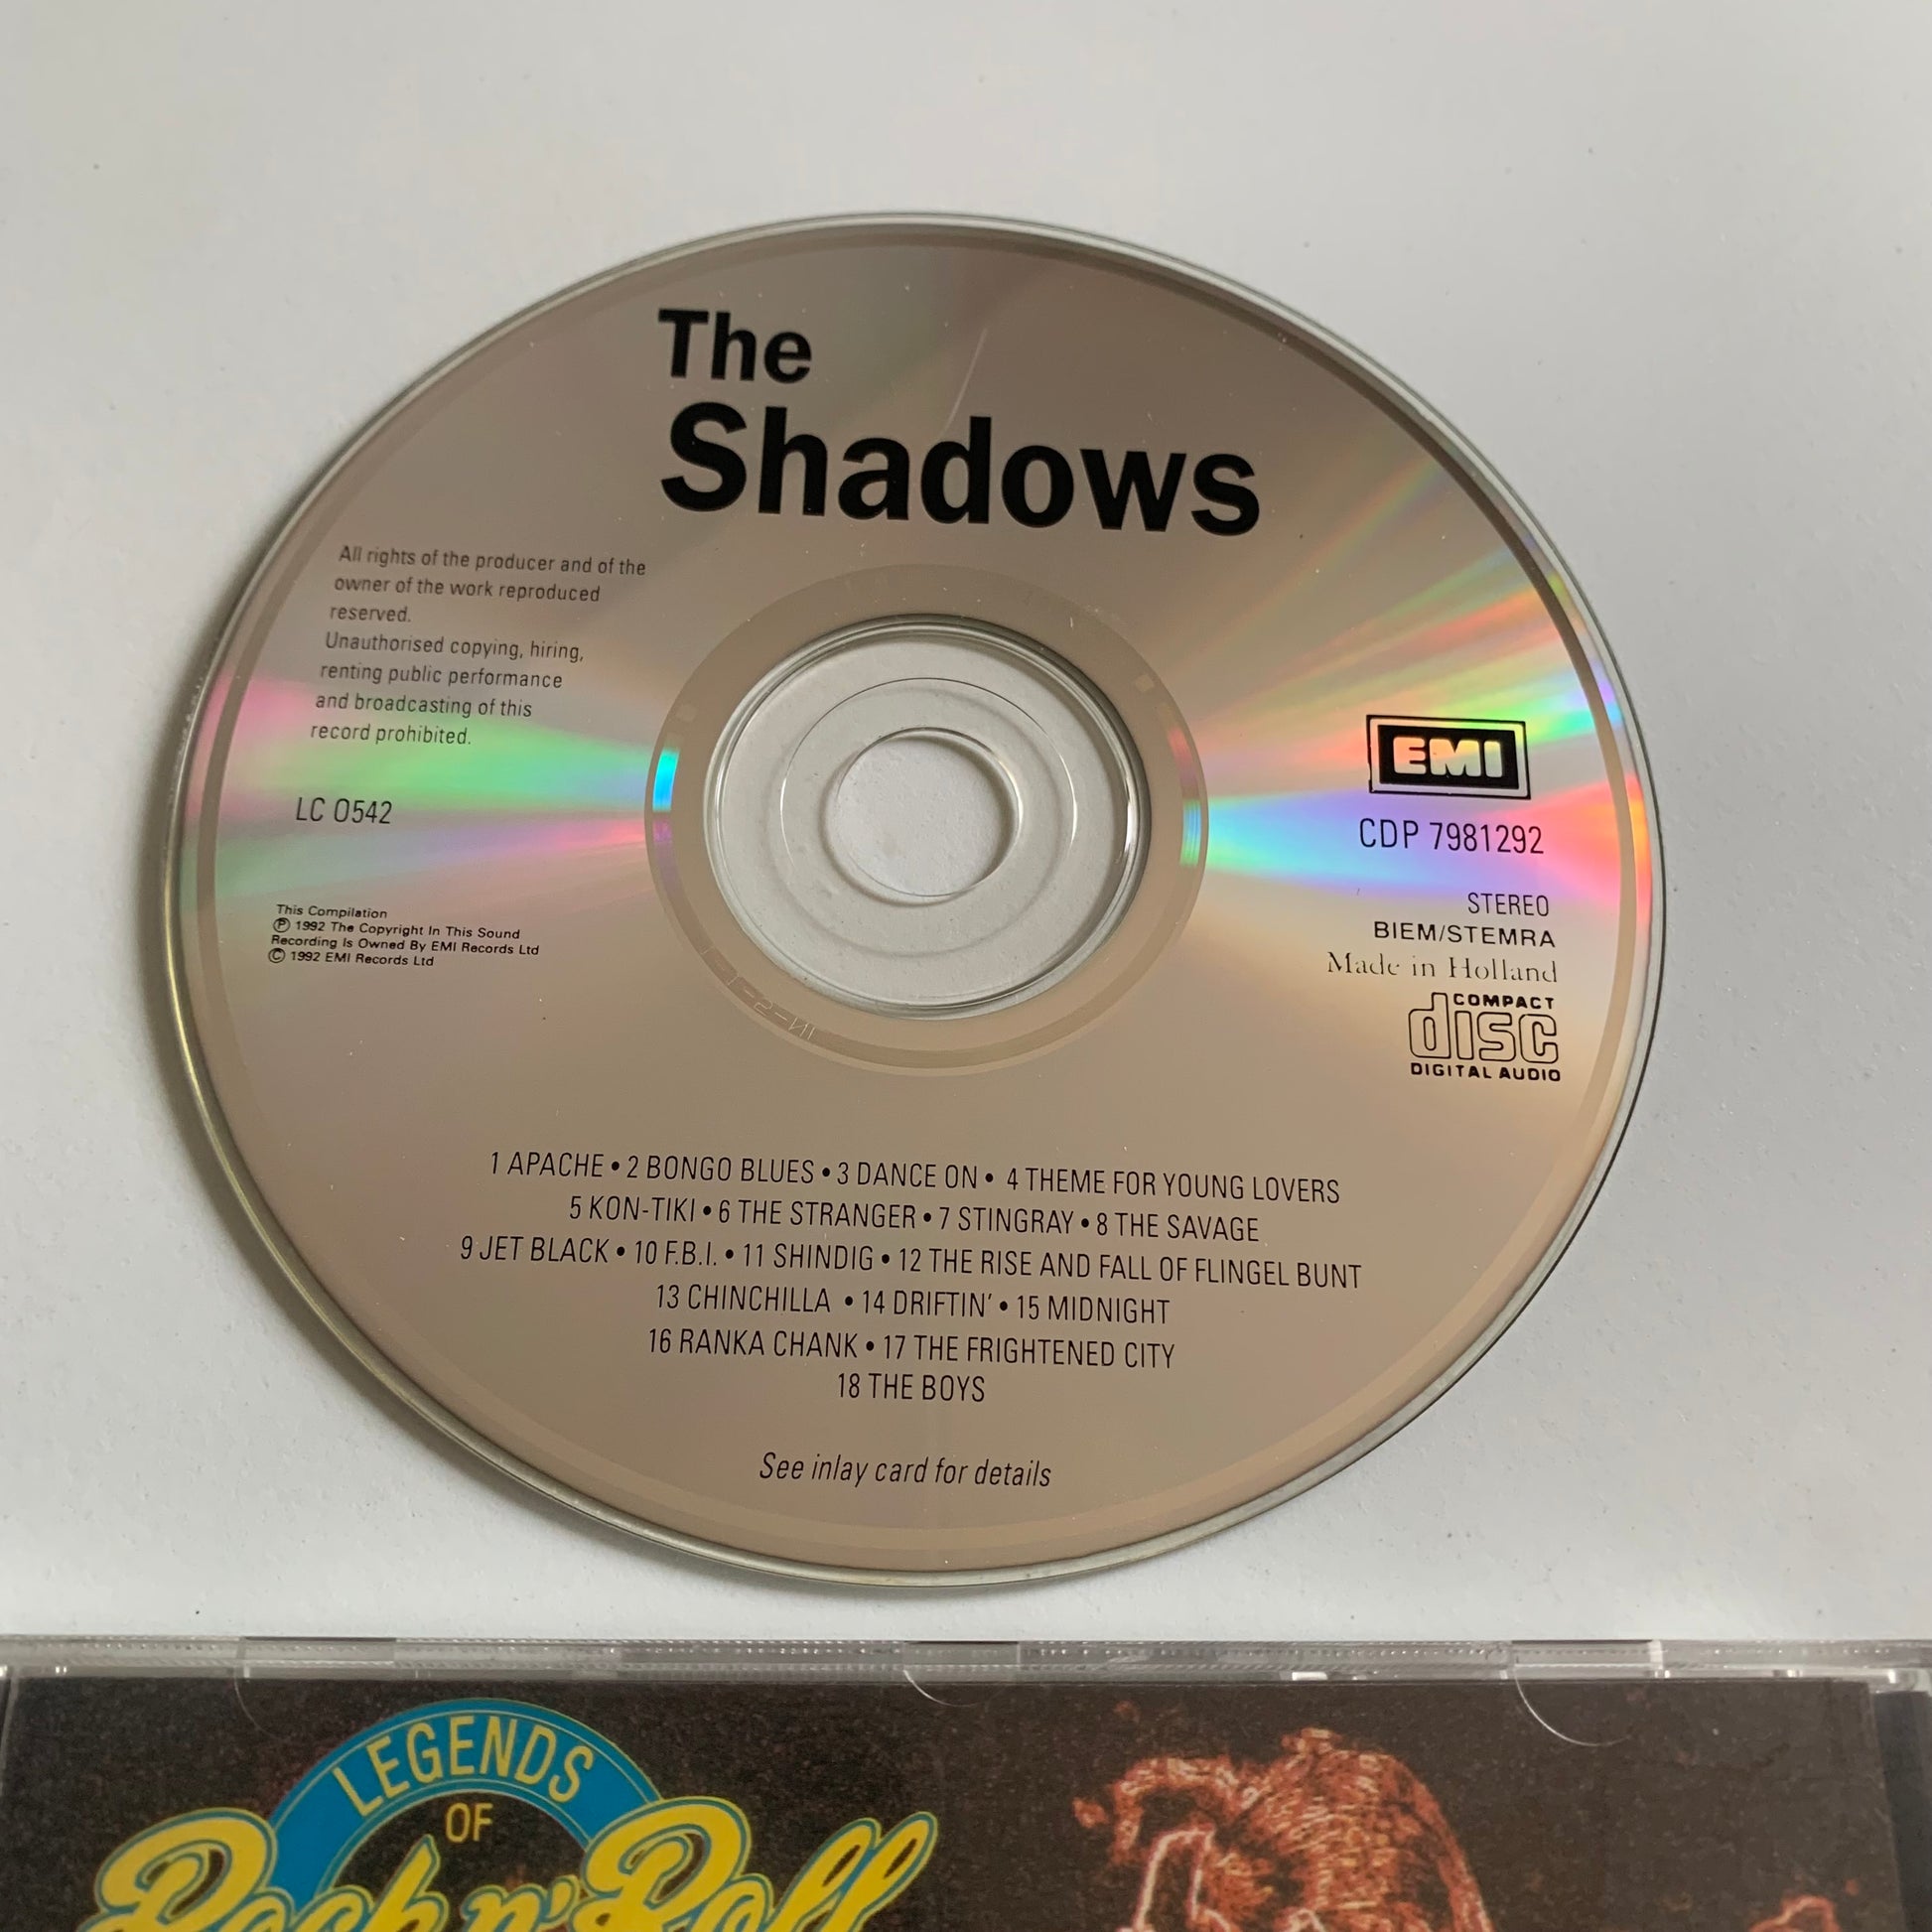 The
Shadows
All rights of the producer and of the
owner of the work reproduced
reserved.
Unauthorised copying, hiring,
renting public performance
and broadcasting of this
record prohibited.
LC 0542
This Compilation
Ⓟ 1992 The Copyright In This Sound
Recording Is Owned By EMI Records Ltd
© 1992 EMI Records Ltd
EMI
CDP 7981292
STEREO
BIEM/STEMRA
Made in Holland
COMPACT
disc
DIGITAL AUDIO
1 APACHE • 2 BONGO BLUES • 3 DANCE ON • 4 THEME FOR YOUNG LOVERS
5 KON-TIKI • 6 THE STRANGER • 7 STINGRAY • 8 THE SAVAGE
9 JET BLACK • 10 F.B.I. • 11 SHINDIG • 12 THE RISE AND FALL OF FLINGEL BUNT
13 CHINCHILLA • 14 DRIFTIN' • 15 MIDNIGHT
16 RANKA CHANK • 17 THE FRIGHTENED CITY
18 THE BOYS
See inlay card for details
LEGENDS
OF
Rock n' Roll